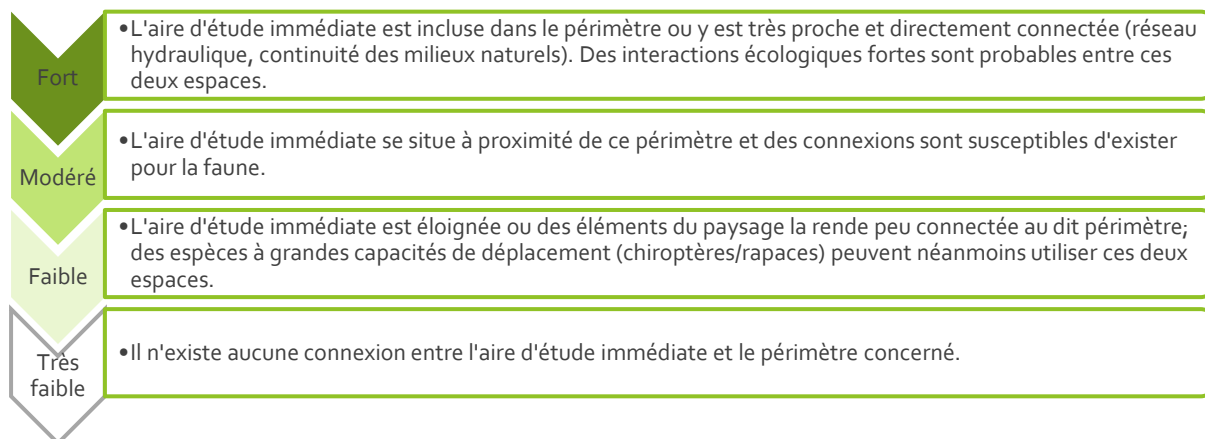 Fort
•L'aire d'étude immédiate est incluse dans le périmètre ou y est très proche et directement connectée (réseau
hydraulique, continuité des milieux naturels). Des interactions écologiques fortes sont probables entre ces
deux espaces.
Modéré
•L'aire d'étude immédiate se situe à proximité de ce périmètre et des connexions sont susceptibles d'exister
pour la faune.
Faible
•L'aire d'étude immédiate est éloignée ou des éléments du paysage la rende peu connectée au dit périmètre;
des espèces à grandes capacités de déplacement (chiroptères/rapaces) peuvent néanmoins utiliser ces deux
espaces.
Très
faible
•Il n'existe aucune connexion entre l'aire d'étude immédiate et le périmètre concerné.